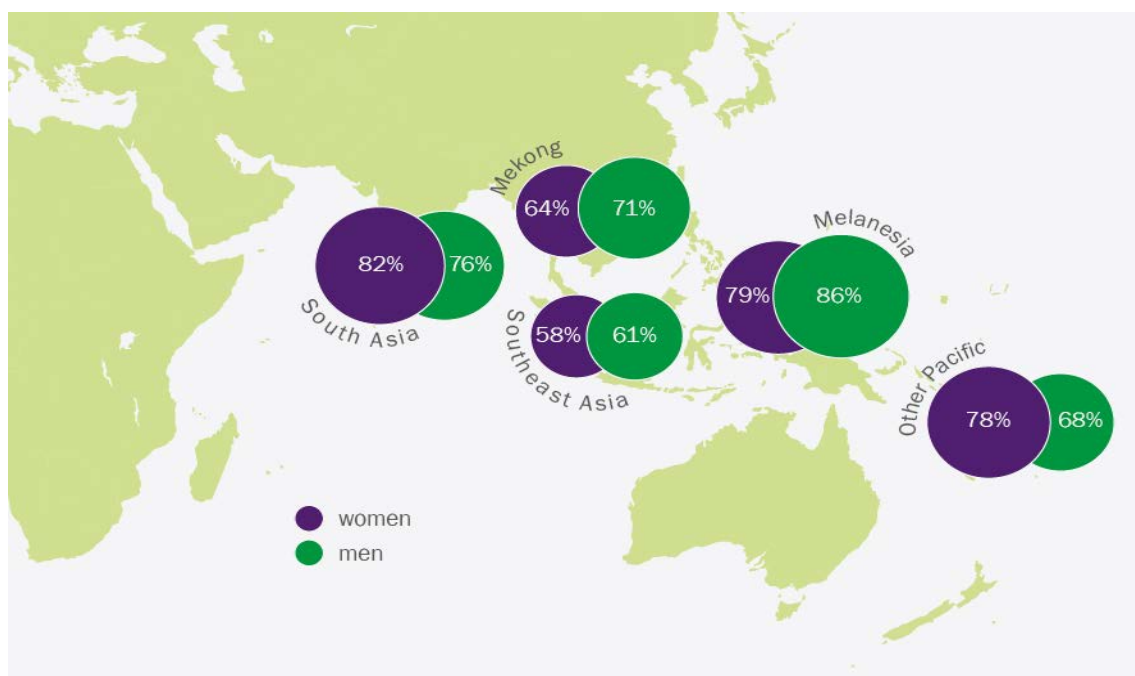 Mekong
64% 71%
Melanesia
82% 76%
79% 86%
South Asia
58% 61%
Southeast Asia
Other Pacific
78% 68%
women
men